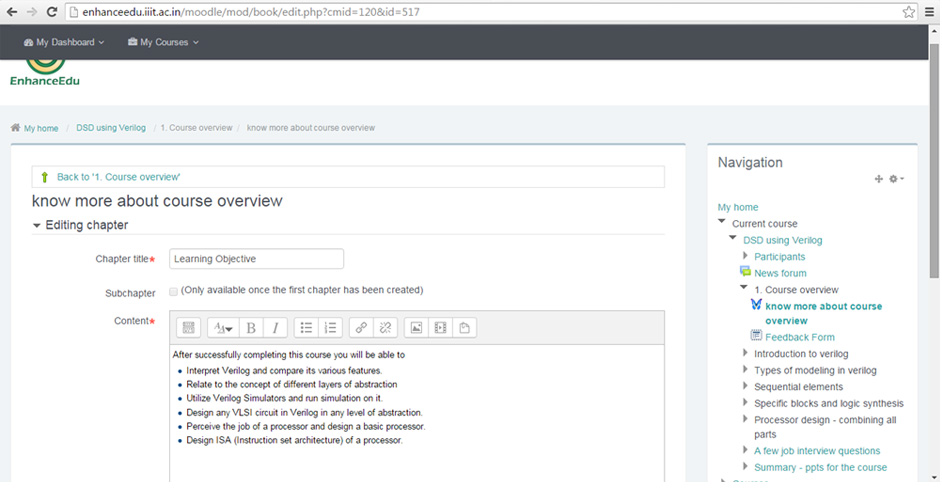 enhanceedu.iiit.ac.in/moodle/mod/book/edit.php?cmid=120&id=517
My Dashboard
My Courses
EnhanceEdu
My home / DSD using Verilog / 1. Course overview / know more about course overview
Back to '1. Course overview'
know more about course overview
Editing chapter
Chapter title*
Learning Objective
Subchapter
(Only available once the first chapter has been created)
Content*
After successfully completing this course you will be able to
Interpret Verilog and compare its various features.
Relate to the concept of different layers of abstraction
Utilize Verilog Simulators and run simulation on it.
Design any VLSI circuit in Verilog in any level of abstraction.
Perceive the job of a processor and design a basic processor.
Design ISA (Instruction set architecture) of a processor.
Navigation
My home
Current course
DSD using Verilog
Participants
News forum
1. Course overview
know more about course
overview
Feedback Form
Introduction to verilog
Types of modeling in verilog
Sequential elements
Specific blocks and logic synthesis
Processor design - combining all
parts
A few job interview questions
Summary - ppts for the course